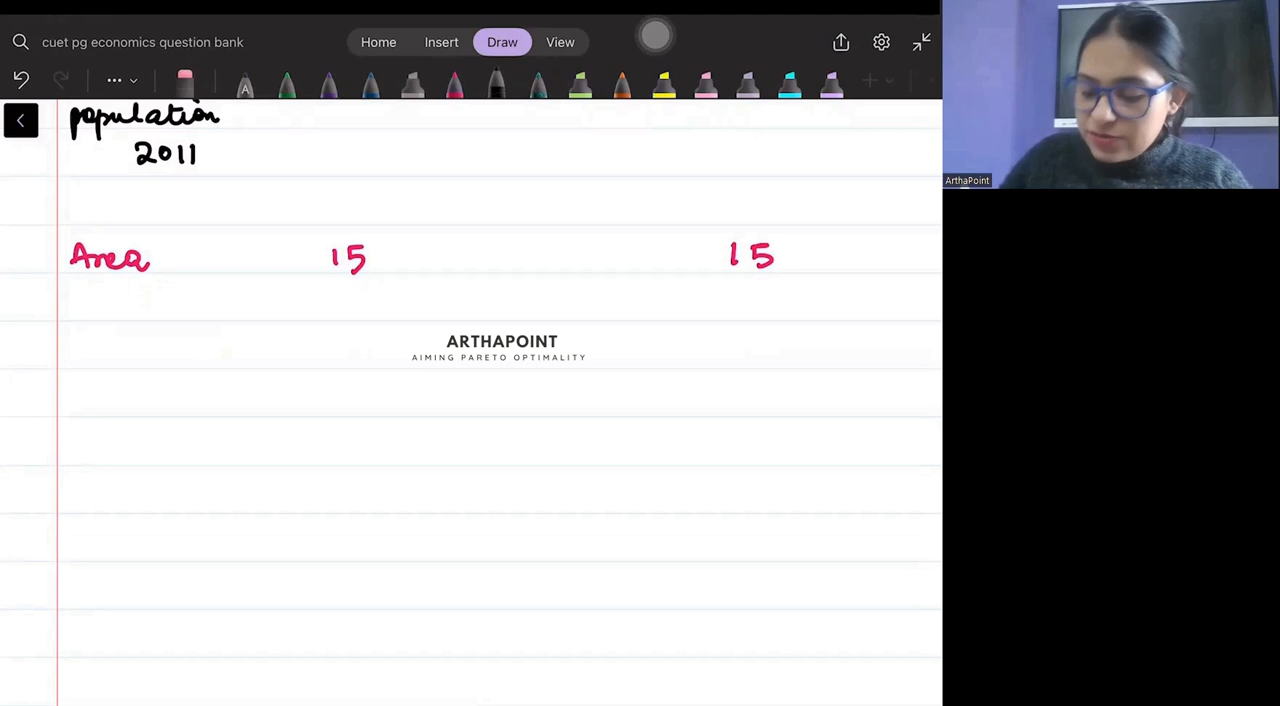 cuet pg economics question bank
Home Insert Draw View
A
population
2011
Area 15 15
ARTHAPOINT
AIMING PARETO OPTIMALITY
ArthaPoint